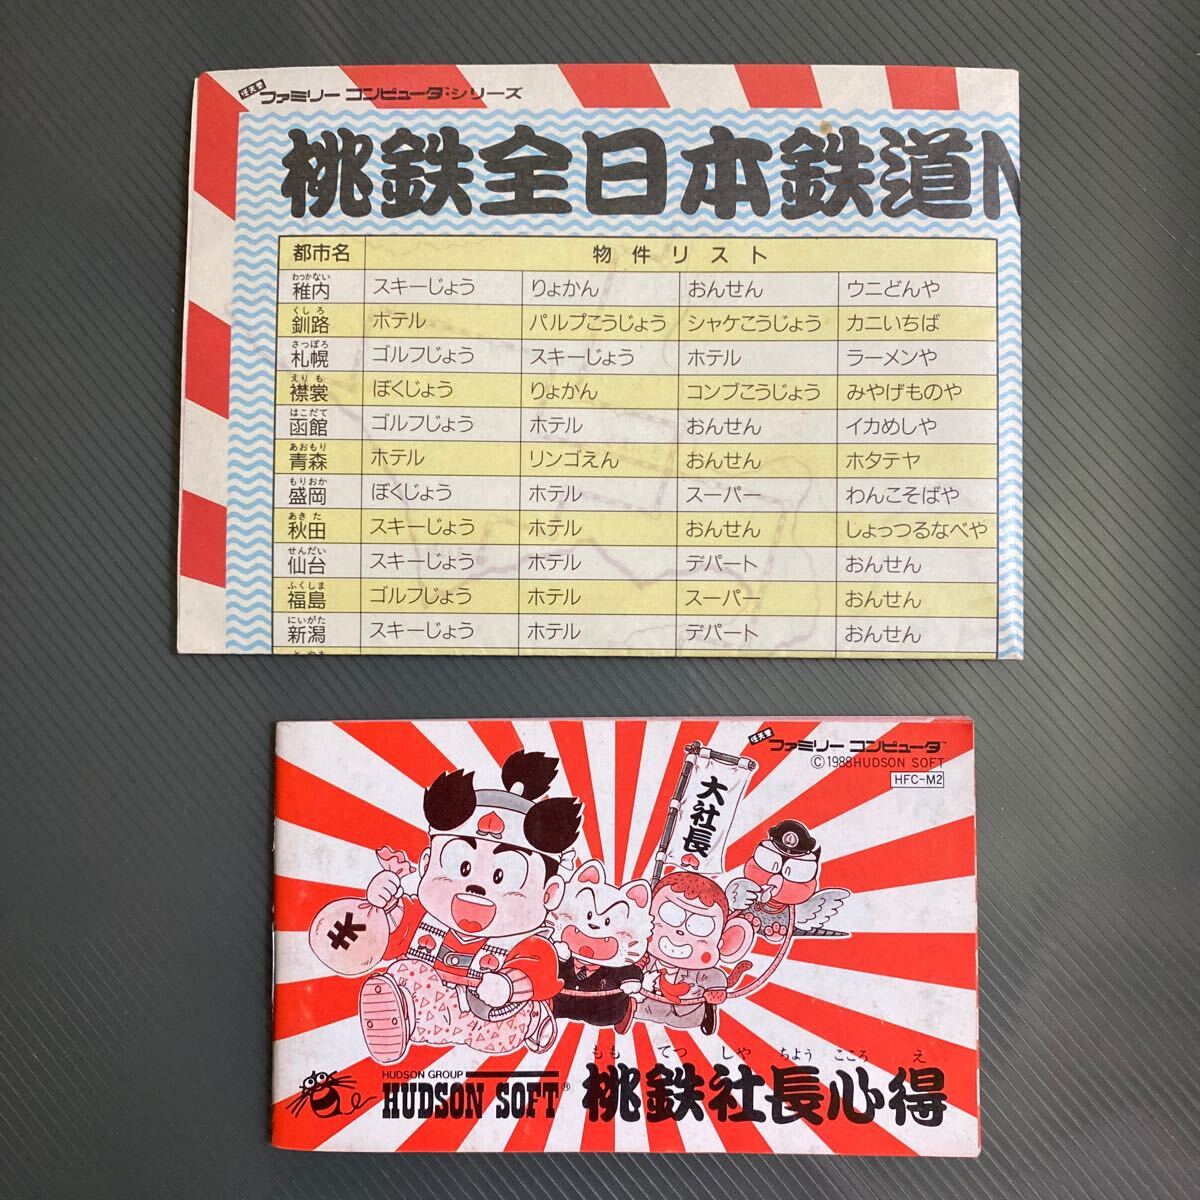 任天堂 ファミリー コンピュータ シリーズ
桃鉄全日本鉄道
都市名 物件リスト
わっかない
稚内 スキーじょう りょかん おんせん ウニどんや
くしろ
釧路 ホテル パルプこうじょう シャケこうじょう カニいちば
さっぽろ
札幌 ゴルフじょう スキーじょう ホテル ラーメンや
えりも
襟裳 ぼくじょう りょかん コンブこうじょう みやげものや
はこだて
函館 ゴルフじょう ホテル おんせん イカめしや
あおもり
青森 ホテル リンゴえん おんせん ホタテヤ
もりおか
盛岡 ぼくじょう ホテル スーパー わんこそばや
あきた
秋田 スキーじょう ホテル おんせん しょっつるなべや
せんだい
仙台 スキーじょう ホテル デパート おんせん
ふくしま
福島 ゴルフじょう ホテル スーパー おんせん
にいがた
新潟 スキーじょう ホテル デパート おんせん
任天堂 ファミリー コンピュータ™
©1988 HUDSON SOFT
HFC-M2
大社長
ももてつしゃちょうこころえ
HUDSON GROUP
HUDSON SOFT® 桃鉄社長心得